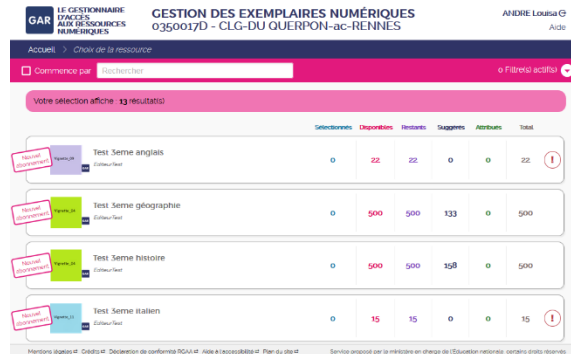 GAR
LE GESTIONNAIRE
D'ACCÈS
AUX RESSOURCES
NUMÉRIQUES
GESTION DES EXEMPLAIRES NUMÉRIQUES
0350017D - CLG-DU QUERPON-ac-RENNES
ANDRE Louisa
Aide
Accueil > Choix de la ressource
Commence par Rechercher 0 Filtre(s) actif(s)
Votre sélection affiche : 13 résultat(s)
Sélectionnés Disponibles Restants Suggérés Attribués Total
Nouvel abonnement
Test 3eme anglais
EditeurTest
GAR
0 22 22 0 0 22 !
Nouvel abonnement
Test 3eme géographie
EditeurTest
GAR
0 500 500 133 0 500
Nouvel abonnement
Test 3eme histoire
EditeurTest
GAR
0 500 500 158 0 500
Nouvel abonnement
Test 3eme italien
EditeurTest
GAR
0 15 15 0 0 15 !
Mentions légales Crédits Déclaration de conformité RGAA Aide à l'accessibilité Plan du site Service proposé par le ministère en charge de l'Éducation nationale, certains droits réservés